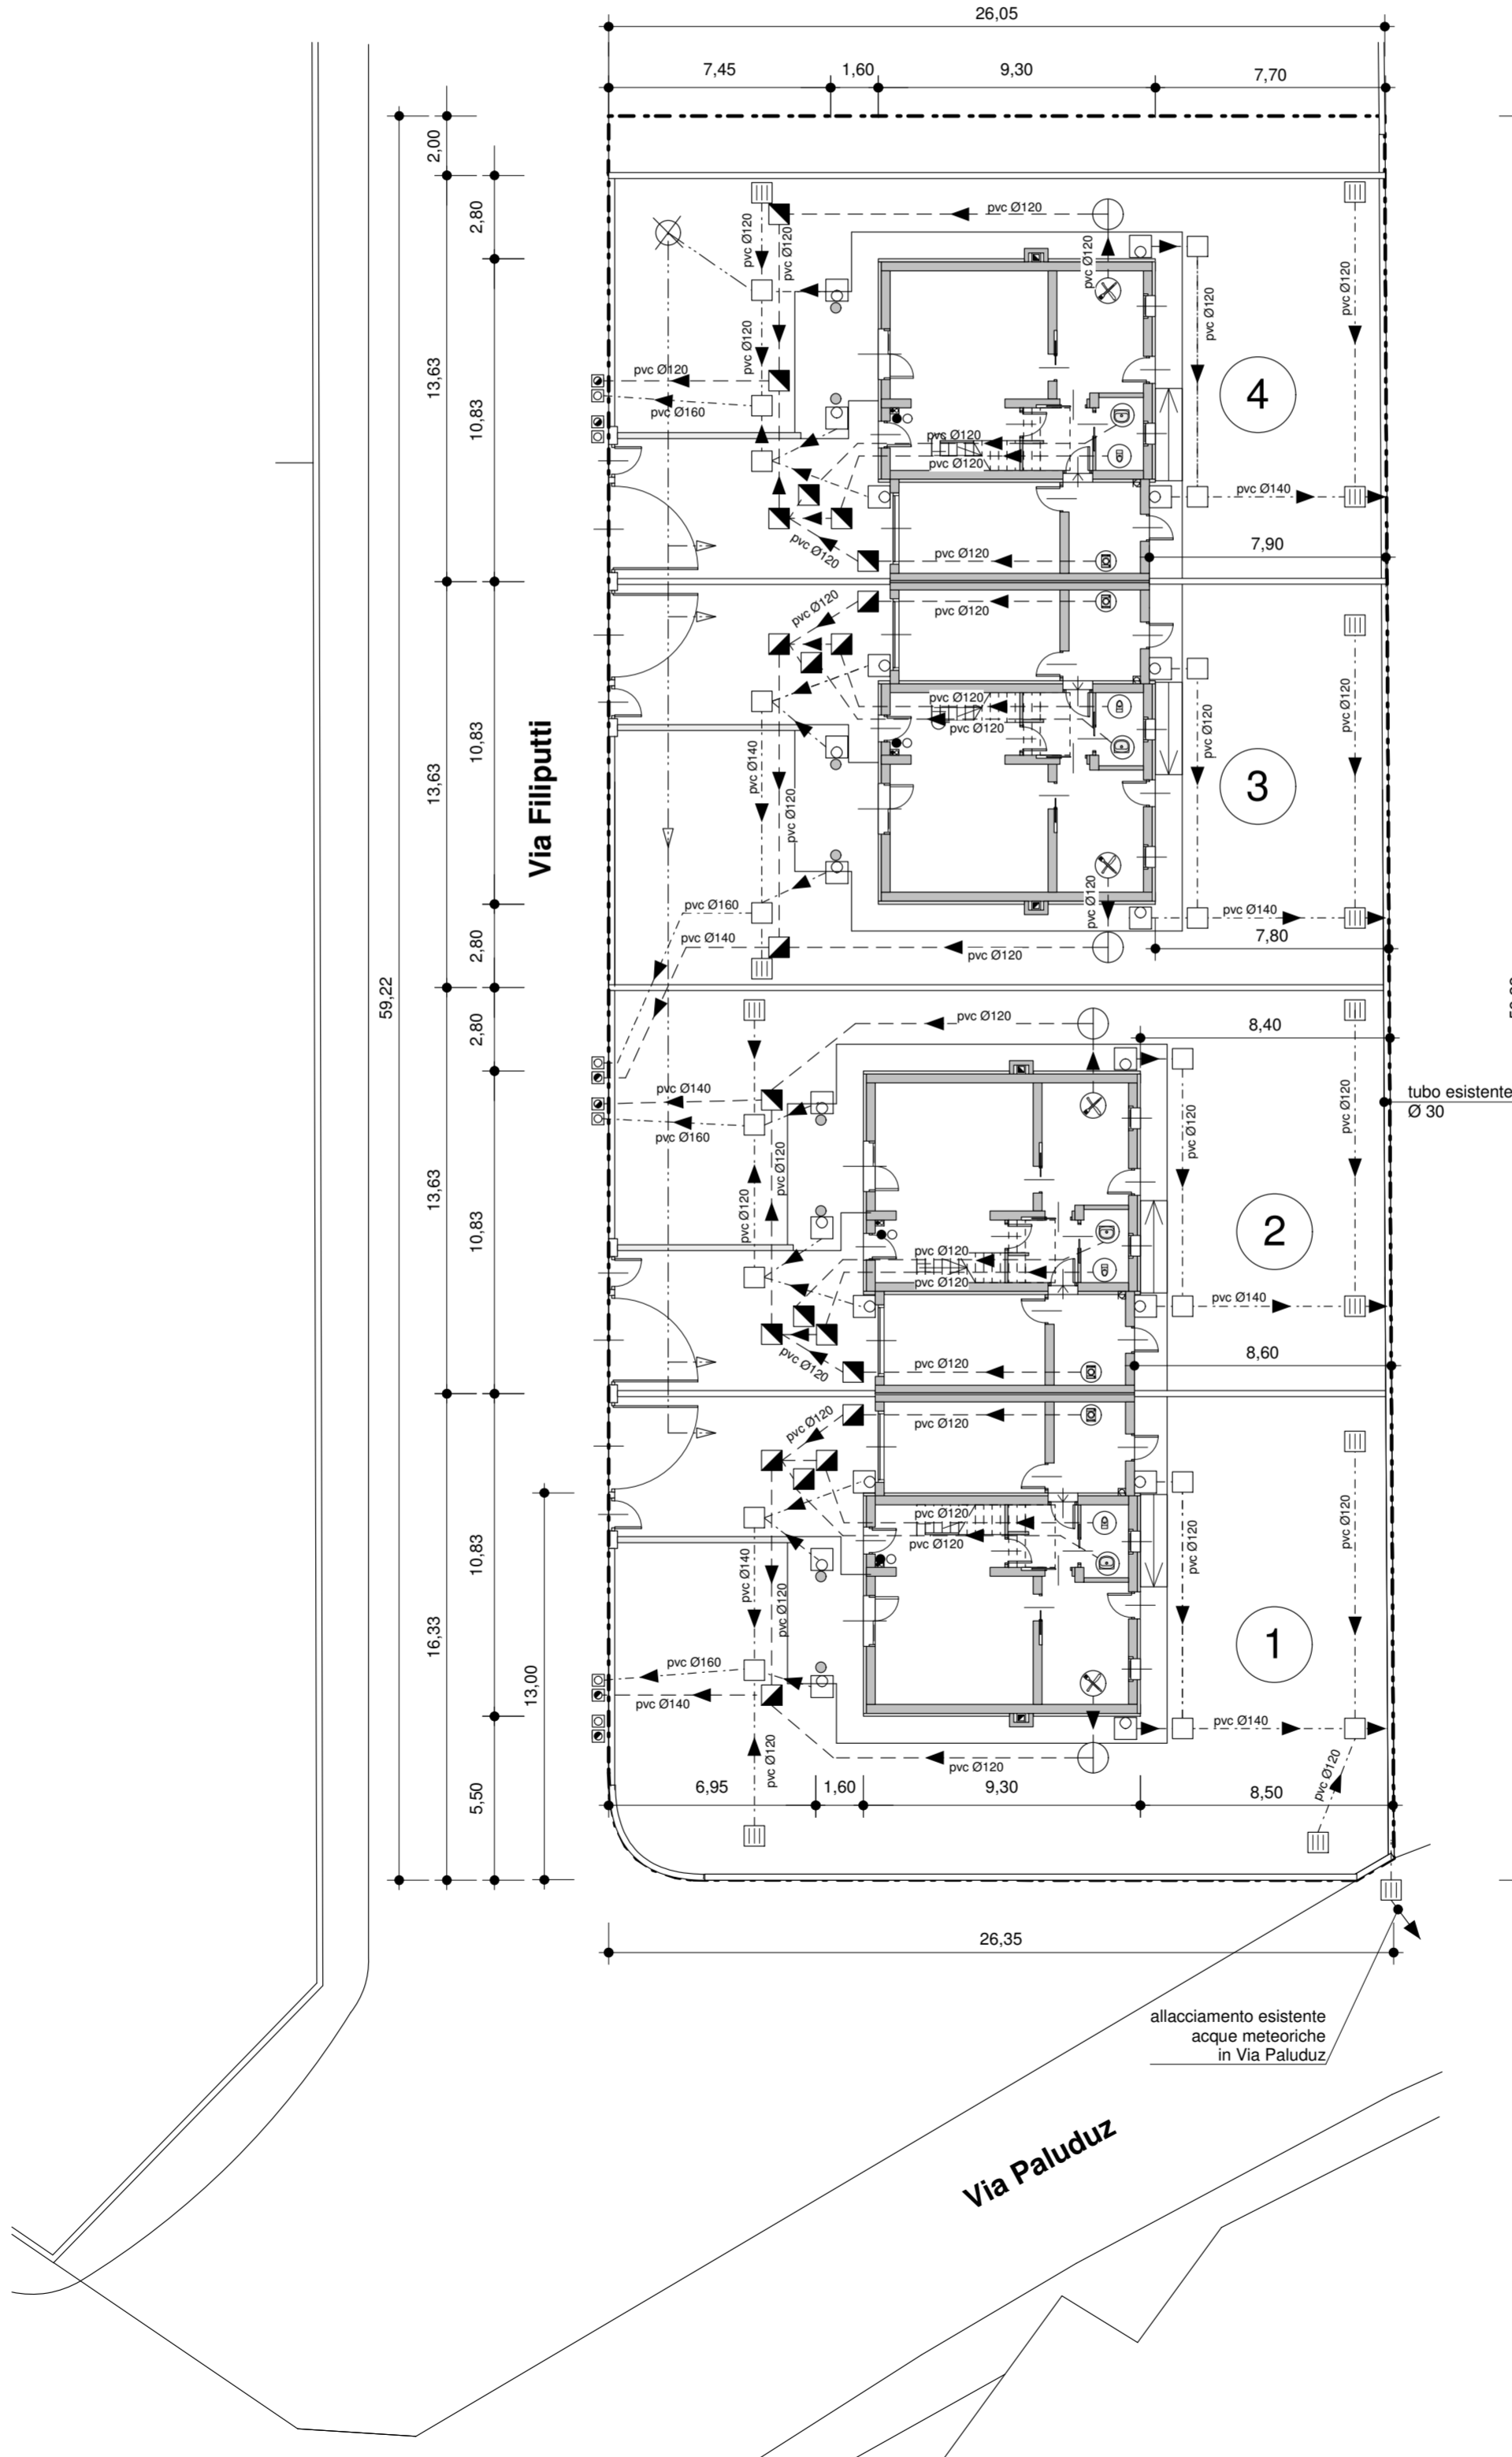 26,05
7,45
1,60
9,30
7,70
2,00
2,80
pvc Ø120
pvc Ø120
pvc Ø120
pvc Ø120
pvc Ø120
pvc Ø120
pvc Ø120
13,63
10,83
pvc Ø120
pvc Ø160
4
pvc Ø120
pvc Ø120
pvc Ø140
pvc Ø120
pvc Ø120
7,90
pvc Ø120
pvc Ø120
pvc Ø120
pvc Ø120
pvc Ø120
pvc Ø120
13,63
10,83
Via Filiputti
pvc Ø140
pvc Ø120
3
pvc Ø120
pvc Ø160
pvc Ø140
pvc Ø140
2,80
pvc Ø120
7,80
59,22
2,80
pvc Ø120
8,40
pvc Ø140
pvc Ø160
pvc Ø120
pvc Ø120
tubo esistente
Ø 30
13,63
10,83
pvc Ø120
pvc Ø120
2
pvc Ø120
pvc Ø120
pvc Ø140
pvc Ø120
pvc Ø120
8,60
pvc Ø120
pvc Ø120
pvc Ø120
pvc Ø120
pvc Ø120
pvc Ø120
10,83
pvc Ø140
pvc Ø120
16,33
13,00
1
pvc Ø160
pvc Ø140
pvc Ø140
pvc Ø120
pvc Ø120
pvc Ø120
5,50
6,95
1,60
9,30
8,50
26,35
allacciamento esistente
acque meteoriche
in Via Paluduz
Via Paluduz